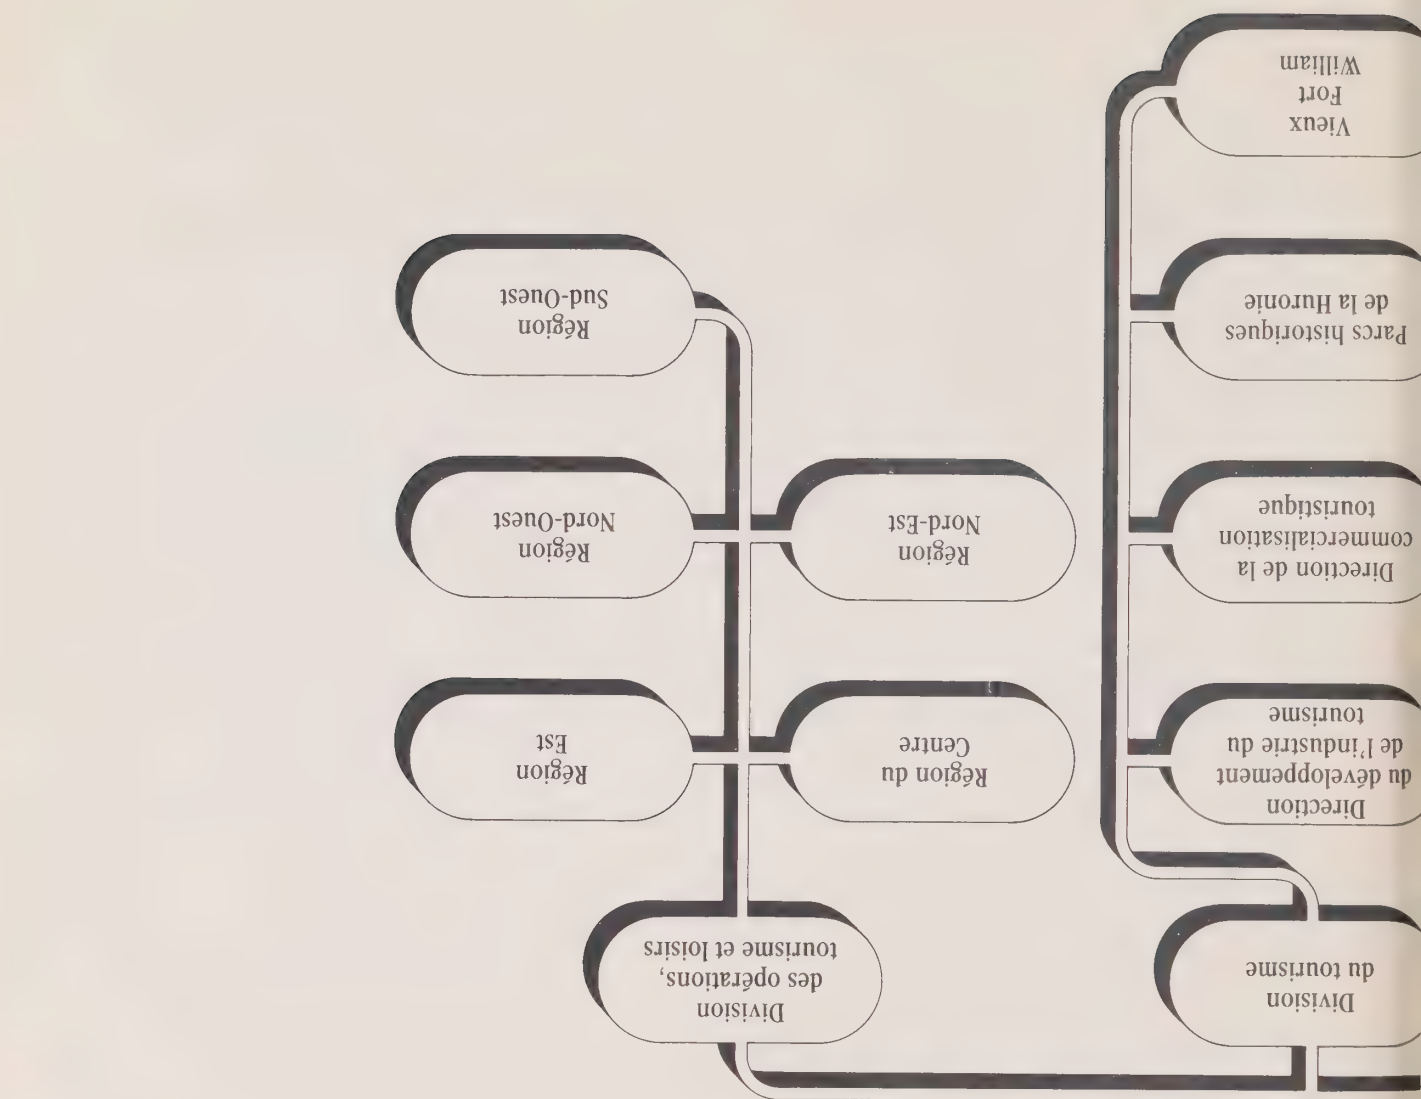 Division
du tourisme
Division
des opérations,
tourisme et loisirs
Direction
du développement
de l'industrie du
tourisme
Région du
Centre
Région
Est
Direction de la
commercialisation
touristique
Région
Nord-Est
Région
Nord-Ouest
Parcs historiques
de la Huronie
Région
Sud-Ouest
Vieux
Fort
William